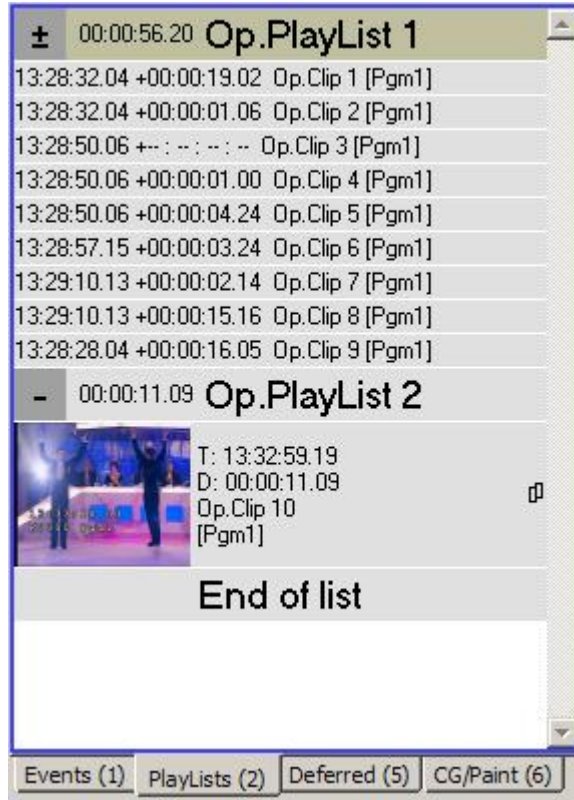 ± 00:00:56.20 Op.PlayList 1
13:28:32.04 +00:00:19.02 Op.Clip 1 [Pgm1]
13:28:32.04 +00:00:01.06 Op.Clip 2 [Pgm1]
13:28:50.06 +-- : -- : -- : -- Op.Clip 3 [Pgm1]
13:28:50.06 +00:00:01.00 Op.Clip 4 [Pgm1]
13:28:50.06 +00:00:04.24 Op.Clip 5 [Pgm1]
13:28:57.15 +00:00:03.24 Op.Clip 6 [Pgm1]
13:29:10.13 +00:00:02.14 Op.Clip 7 [Pgm1]
13:29:10.13 +00:00:15.16 Op.Clip 8 [Pgm1]
13:28:28.04 +00:00:16.05 Op.Clip 9 [Pgm1]
- 00:00:11.09 Op.PlayList 2
T: 13:32:59.19
D: 00:00:11.09
Op.Clip 10
[Pgm1]
End of list
Events (1) PlayLists (2) Deferred (5) CG/Paint (6)